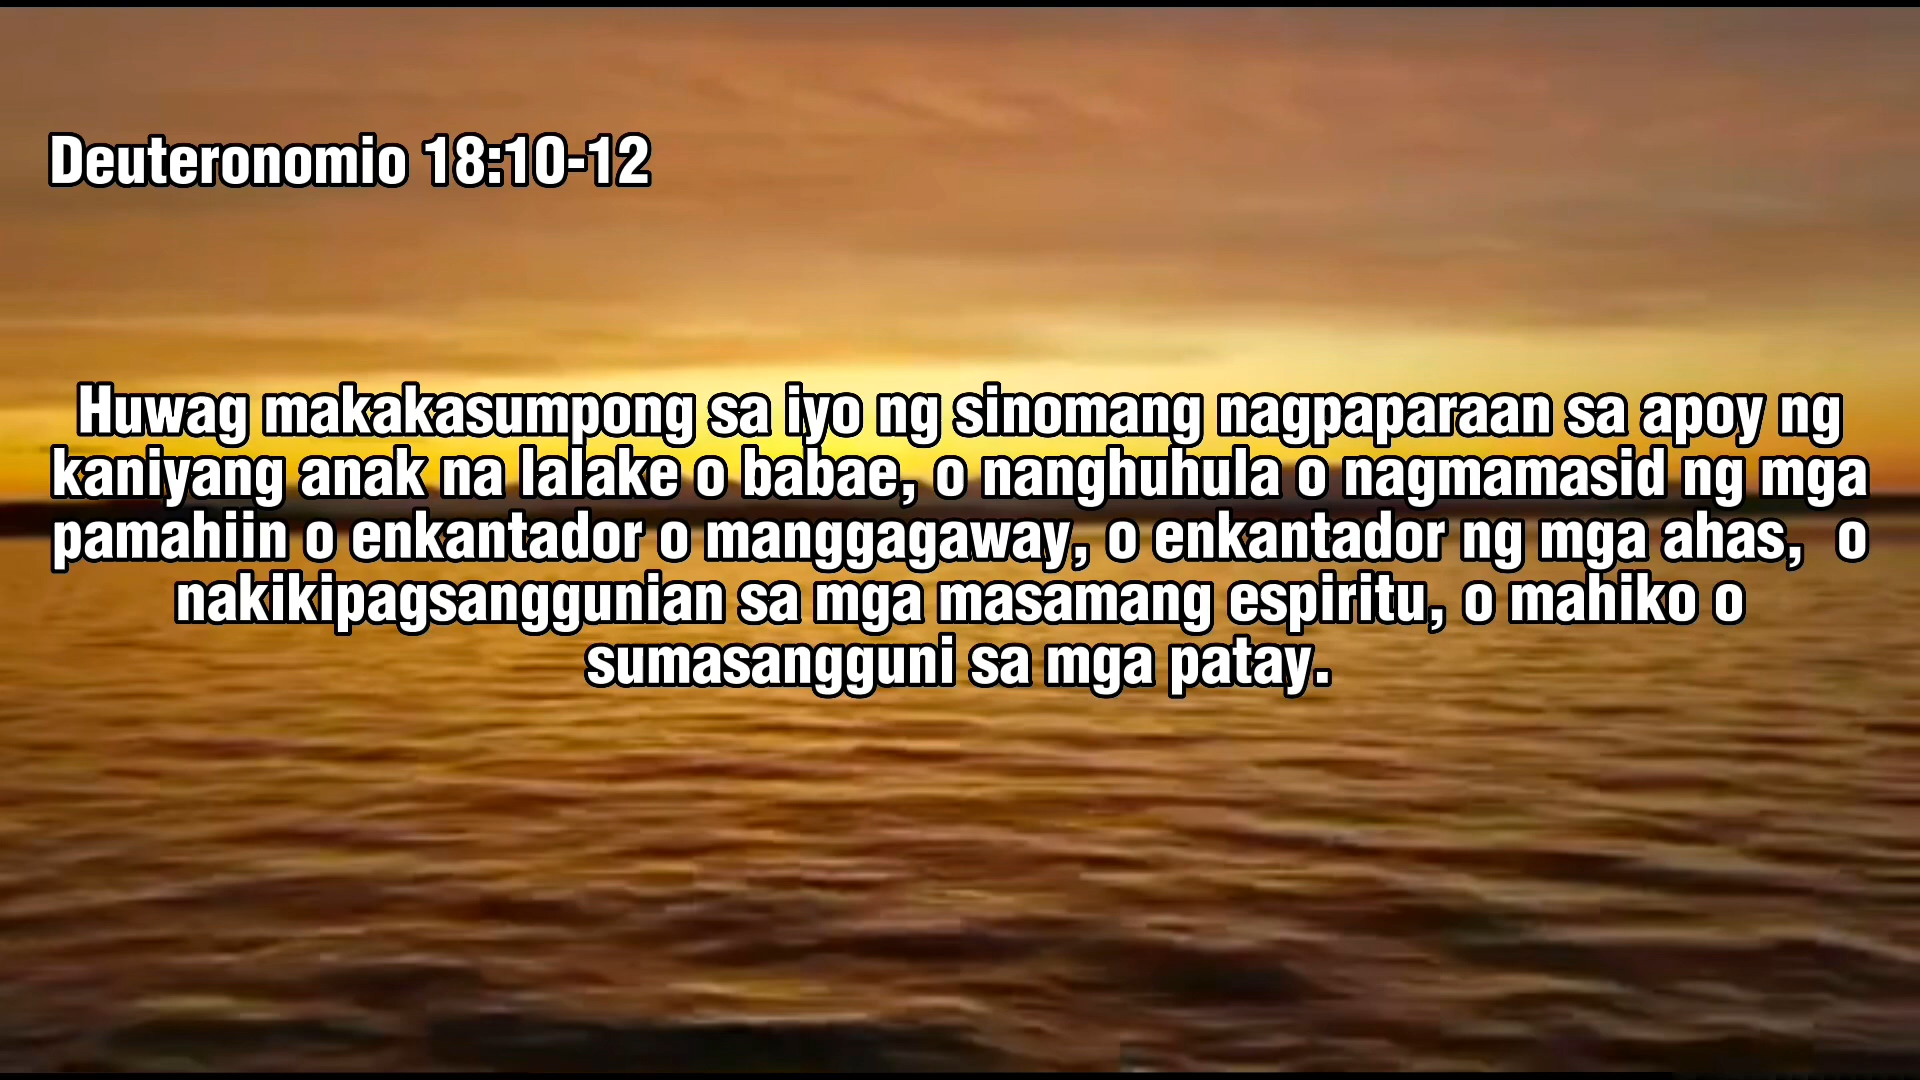 Deuteronomio 18:10-12
Huwag makakasumpong sa iyo ng sinomang nagpaparaan sa apoy ng
kaniyang anak na lalake o babae, o nanghuhula o nagmamasid ng mga
pamahiin o enkantador o manggagaway, o enkantador ng mga ahas,  o
nakikipagsanggunian sa mga masamang espiritu, o mahiko o
sumasangguni sa mga patay.